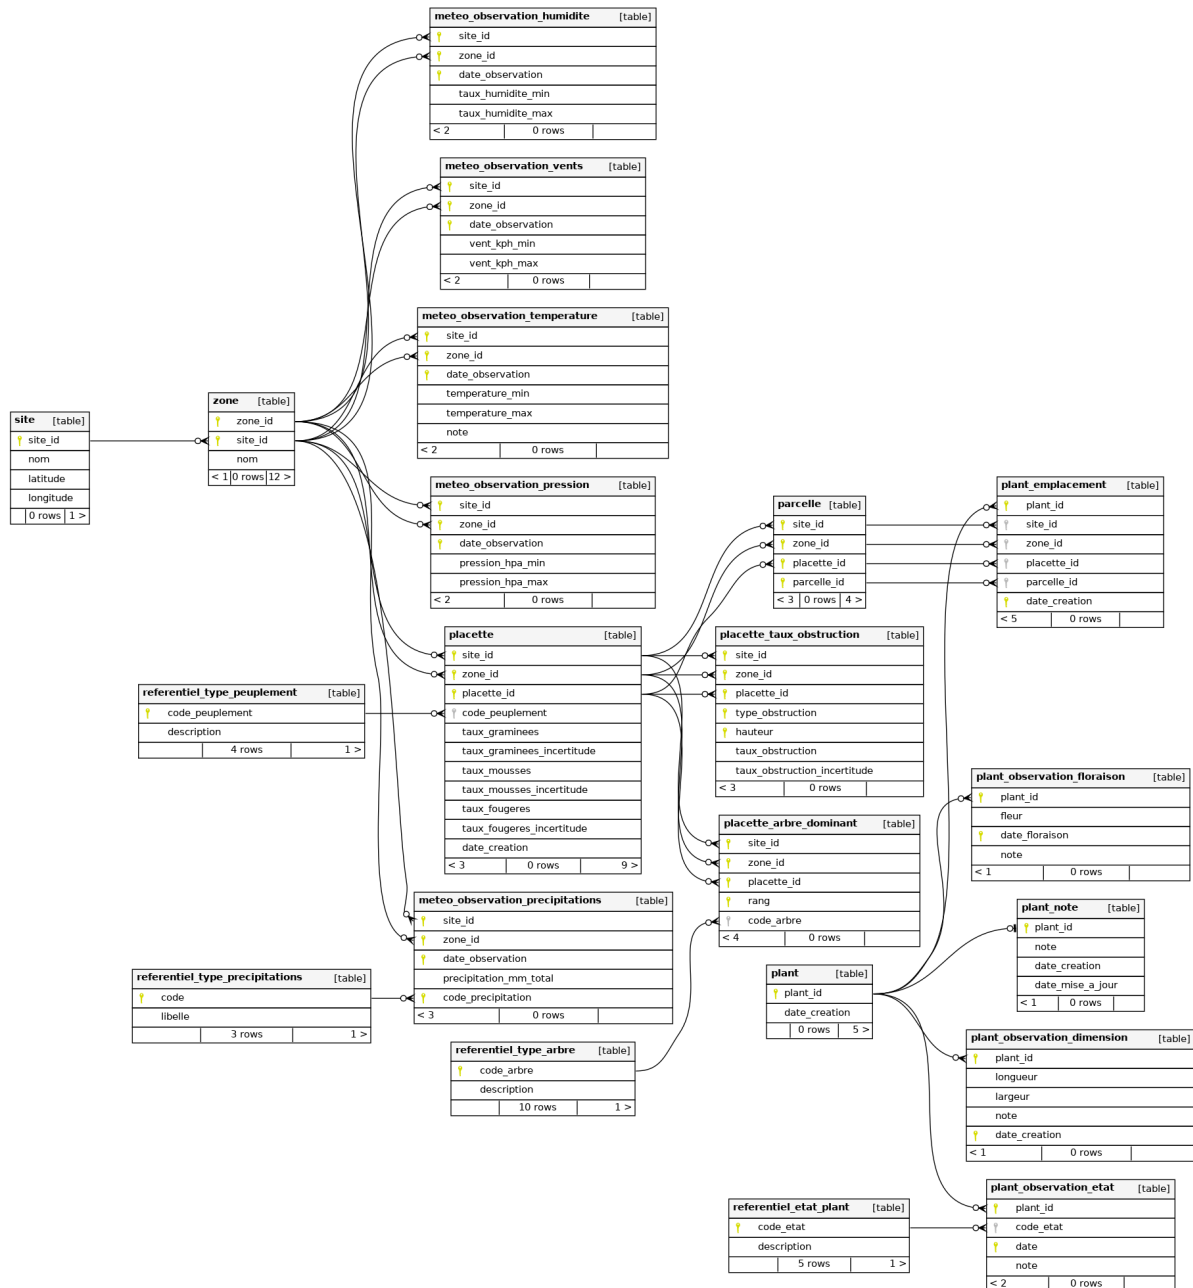 meteo_observation_humidite [table]
site_id
zone_id
date_observation
taux_humidite_min
taux_humidite_max
< 2 0 rows
meteo_observation_vents [table]
site_id
zone_id
date_observation
vent_kph_min
vent_kph_max
< 2 0 rows
meteo_observation_temperature [table]
site_id
zone_id
date_observation
temperature_min
temperature_max
note
< 2 0 rows
site [table]
site_id
nom
latitude
longitude
0 rows 1 >
zone [table]
zone_id
site_id
nom
< 1 0 rows 12 >
meteo_observation_pression [table]
site_id
zone_id
date_observation
pression_hpa_min
pression_hpa_max
< 2 0 rows
parcelle [table]
site_id
zone_id
placette_id
parcelle_id
< 3 0 rows 4 >
plant_emplacement [table]
plant_id
site_id
zone_id
placette_id
parcelle_id
date_creation
< 5 0 rows
placette [table]
site_id
zone_id
placette_id
code_peuplement
taux_graminees
taux_graminees_incertitude
taux_mousses
taux_mousses_incertitude
taux_fougeres
taux_fougeres_incertitude
date_creation
< 3 0 rows 9 >
placette_taux_obstruction [table]
site_id
zone_id
placette_id
type_obstruction
hauteur
taux_obstruction
taux_obstruction_incertitude
< 3 0 rows
referentiel_type_peuplement [table]
code_peuplement
description
4 rows 1 >
plant_observation_floraison [table]
plant_id
fleur
date_floraison
note
< 1 0 rows
placette_arbre_dominant [table]
site_id
zone_id
placette_id
rang
code_arbre
< 4 0 rows
meteo_observation_precipitations [table]
site_id
zone_id
date_observation
precipitation_mm_total
code_precipitation
< 3 0 rows
plant_note [table]
plant_id
note
date_creation
date_mise_a_jour
< 1 0 rows
referentiel_type_precipitations [table]
code
libelle
3 rows 1 >
plant [table]
plant_id
date_creation
0 rows 5 >
plant_observation_dimension [table]
plant_id
longueur
largeur
note
date_creation
< 1 0 rows
referentiel_type_arbre [table]
code_arbre
description
10 rows 1 >
plant_observation_etat [table]
plant_id
code_etat
date
note
< 2 0 rows
referentiel_etat_plant [table]
code_etat
description
5 rows 1 >